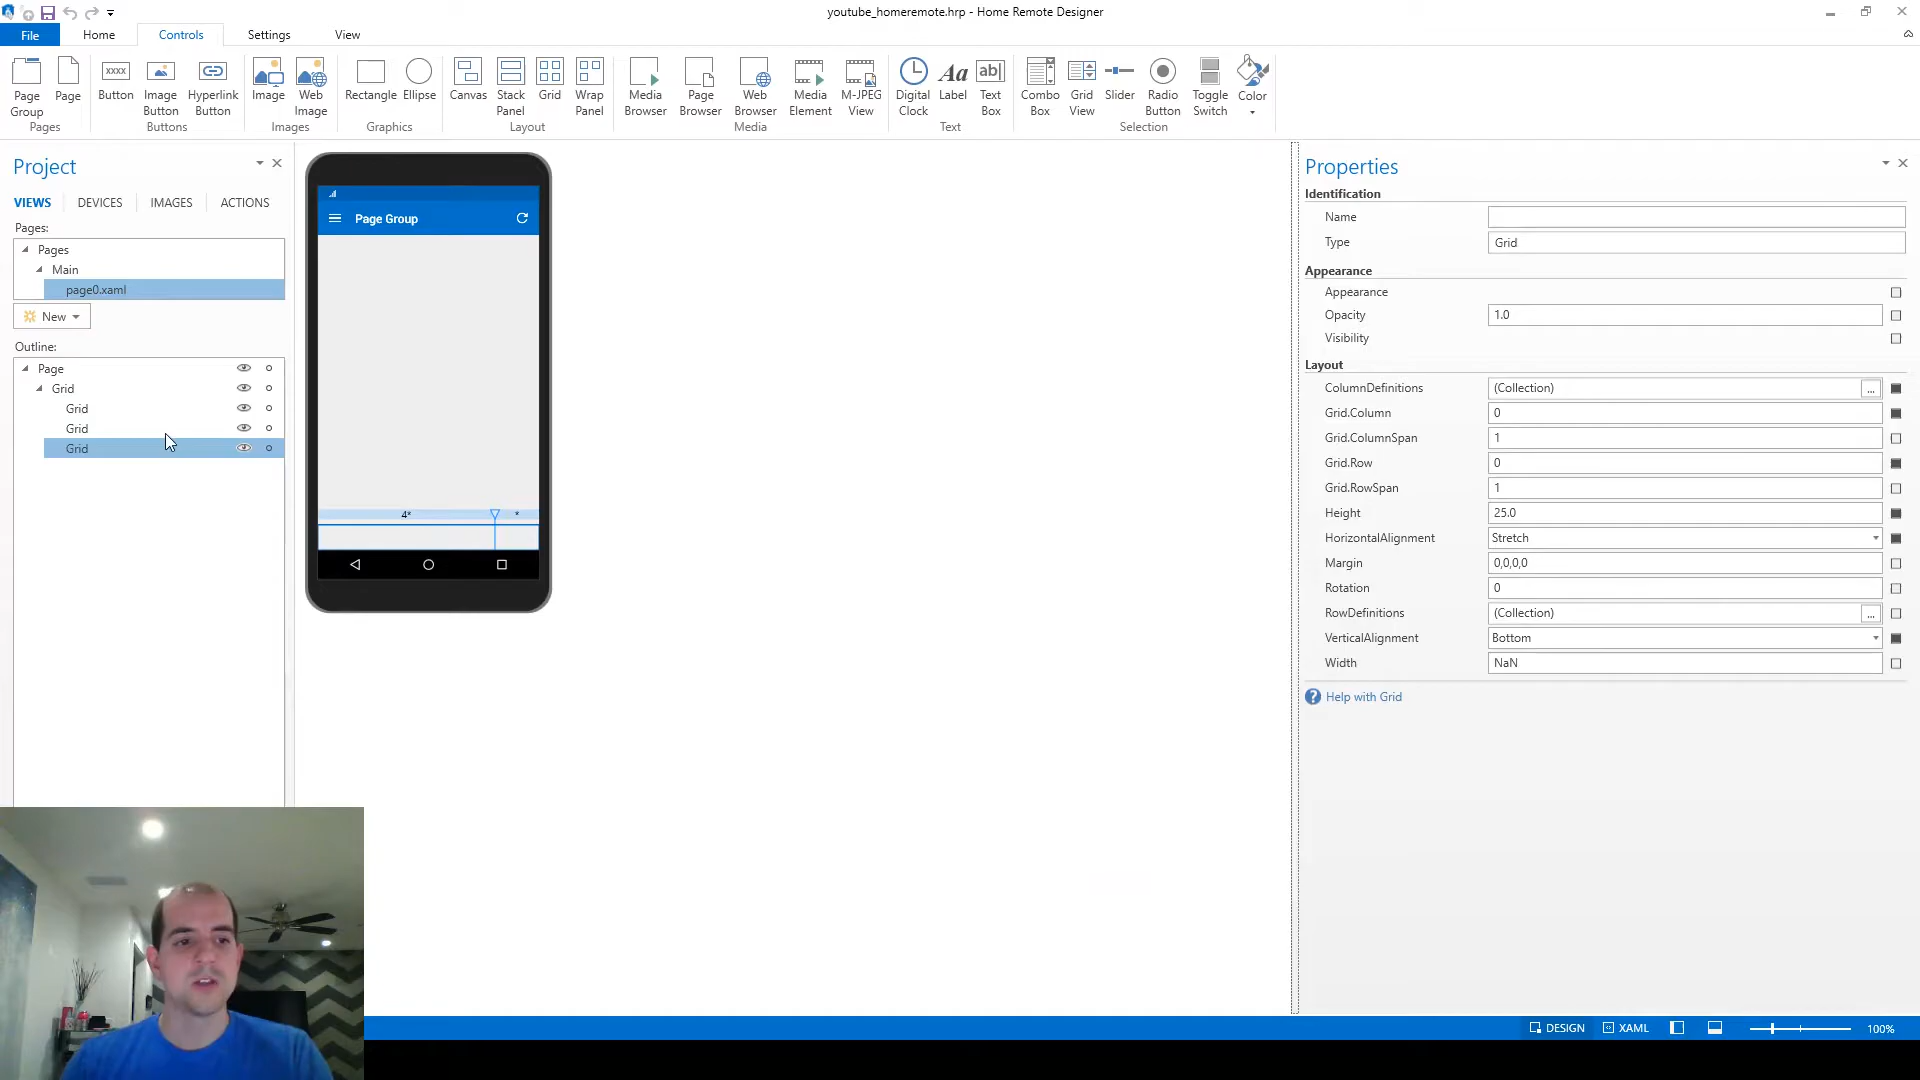 youtube_homeremote.hrp - Home Remote Designer
File Home Controls Settings View
Page Group
Page
Pages
xxxx
Button
Image Button
Hyperlink Button
Buttons
Image
Web Image
Images
Rectangle
Ellipse
Graphics
Canvas
Stack Panel
Grid
Wrap Panel
Layout
Media Browser
Page Browser
Web Browser
Media Element
M-JPEG View
Media
Digital Clock
Aa
Label
ab|
Text Box
Text
Combo Box
Grid View
Slider
Radio Button
Toggle Switch
Color
Selection
Project
VIEWS DEVICES IMAGES ACTIONS
Pages:
Pages
Main
page0.xaml
New
Outline:
Page
Grid
Grid
Grid
Grid
Page Group
4* *
Properties
Identification
Name
Type Grid
Appearance
Appearance
Opacity 1.0
Visibility
Layout
ColumnDefinitions (Collection) ...
Grid.Column 0
Grid.ColumnSpan 1
Grid.Row 0
Grid.RowSpan 1
Height 25.0
HorizontalAlignment Stretch
Margin 0,0,0,0
Rotation 0
RowDefinitions (Collection) ...
VerticalAlignment Bottom
Width NaN
? Help with Grid
DESIGN XAML 100%